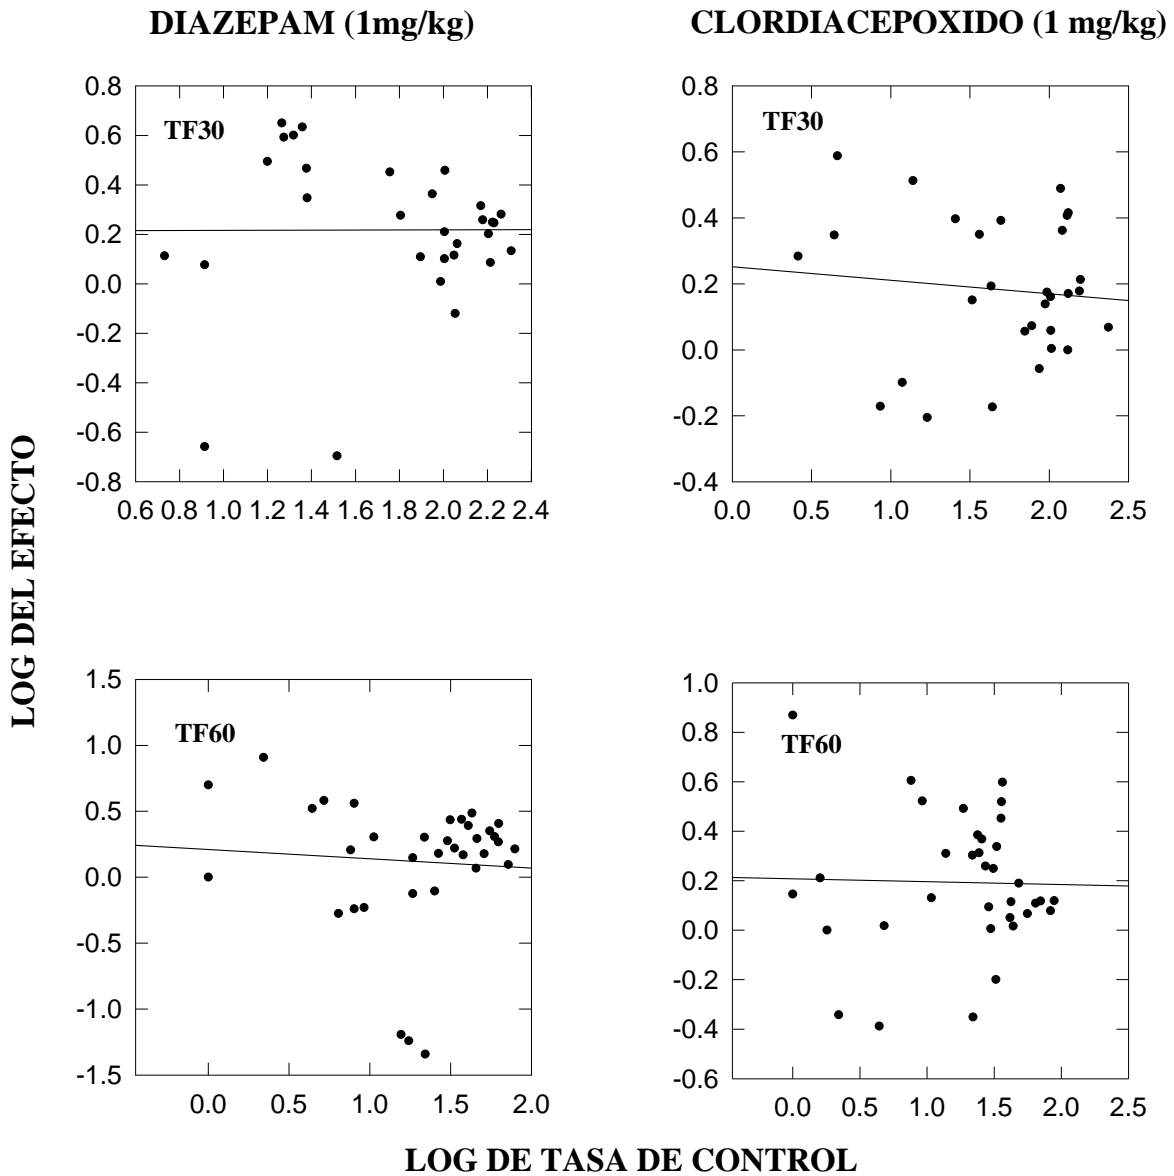 DIAZEPAM (1mg/kg)
CLORDIACEPOXIDO (1 mg/kg)
TF30
0.8
0.6
0.4
0.2
0.0
-0.2
-0.4
-0.6
-0.8
0.6 0.8 1.0 1.2 1.4 1.6 1.8 2.0 2.2 2.4
TF30
0.8
0.6
0.4
0.2
0.0
-0.2
-0.4
0.0 0.5 1.0 1.5 2.0 2.5
LOG DEL EFECTO
TF60
1.5
1.0
0.5
0.0
-0.5
-1.0
-1.5
0.0 0.5 1.0 1.5 2.0
TF60
1.0
0.8
0.6
0.4
0.2
0.0
-0.2
-0.4
-0.6
0.0 0.5 1.0 1.5 2.0 2.5
LOG DE TASA DE CONTROL